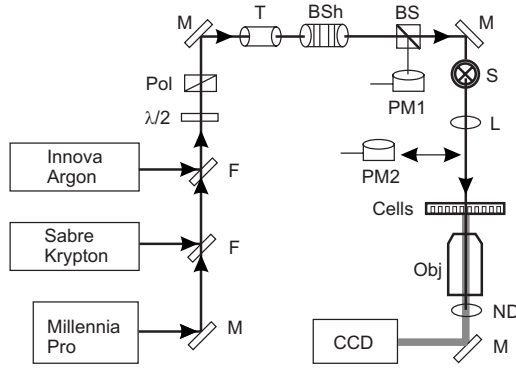 M
T
BSh
BS
M
Pol
PM1
S
λ/2
L
Innova
Argon
F
PM2
Cells
Sabre
Krypton
F
Obj
Millennia
Pro
M
ND
CCD
M